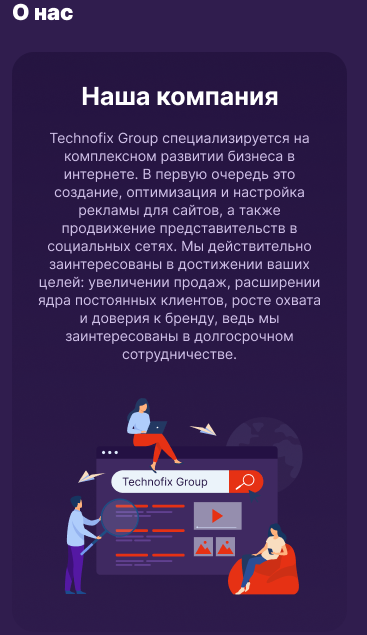 О нас
Наша компания
Technofix Group специализируется на
комплексном развитии бизнеса в
интернете. В первую очередь это
создание, оптимизация и настройка
рекламы для сайтов, а также
продвижение представительств в
социальных сетях. Мы действительно
заинтересованы в достижении ваших
целей: увеличении продаж, расширении
ядра постоянных клиентов, росте охвата
и доверия к бренду, ведь мы
заинтересованы в долгосрочном
сотрудничестве.
Technofix Group